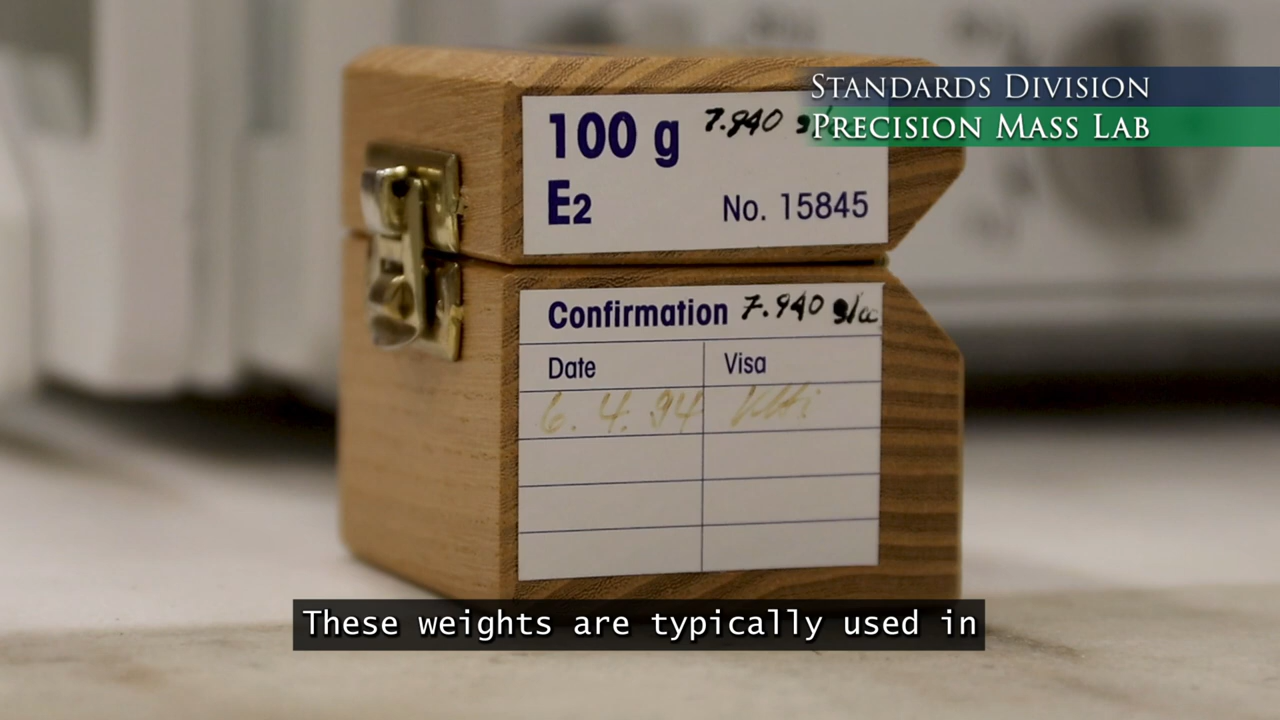 STANDARDS DIVISION
PRECISION MASS LAB
100 g 7.940
E2 No. 15845
Confirmation 7.940 g/cc
Date Visa
6. 4. 94
These weights are typically used in